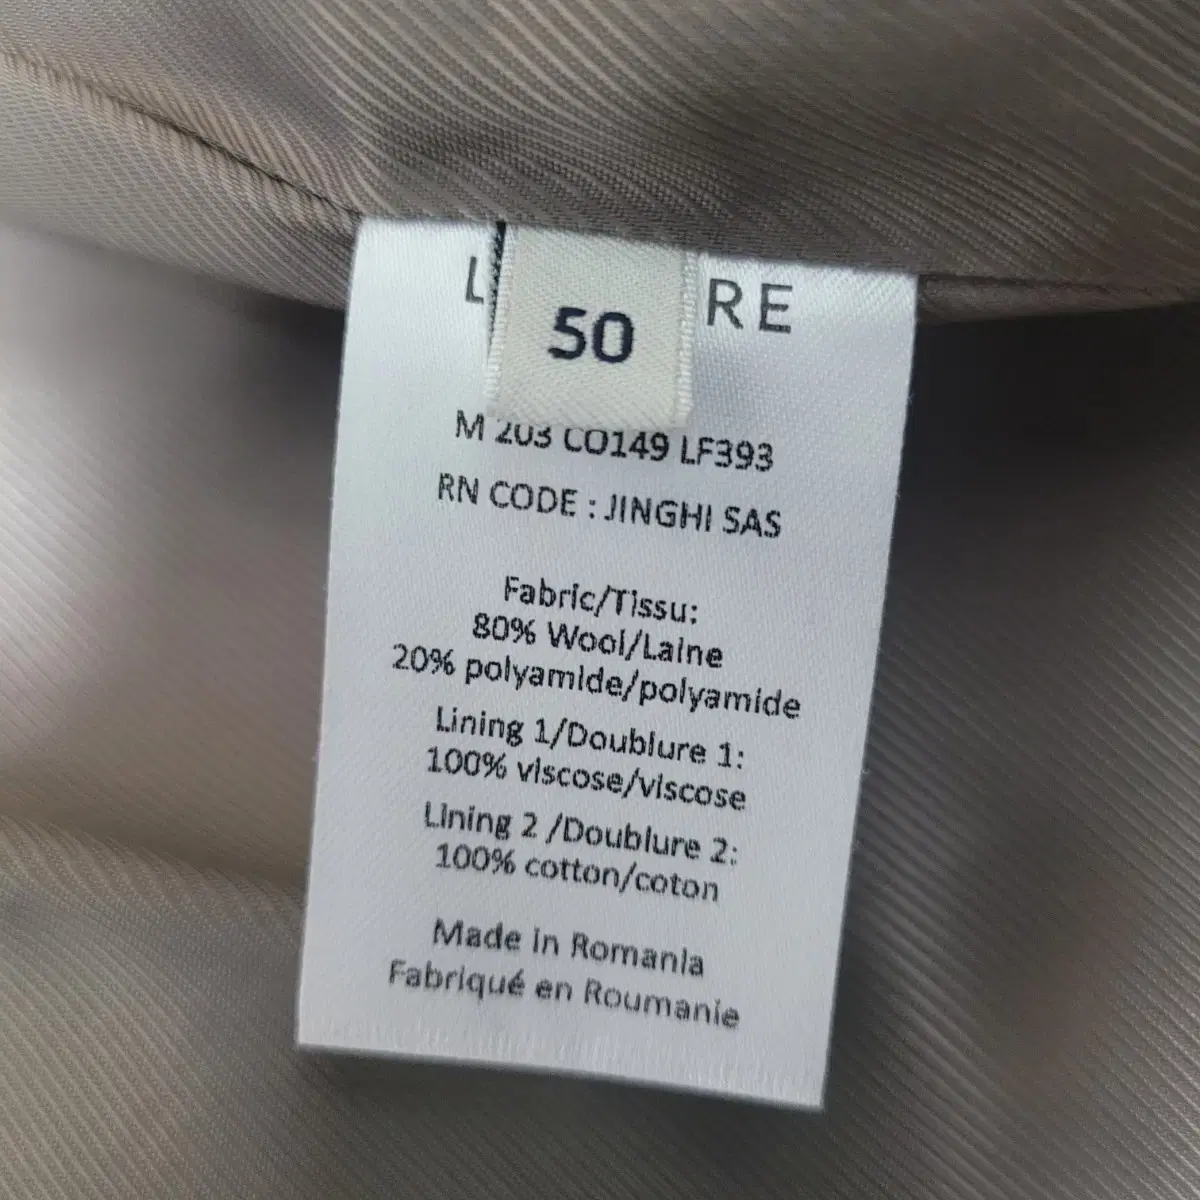 50
RE
M 203 CO149 LF393
RN CODE : JINGHI SAS
Fabric/Tissu:
80% Wool/Laine
20% polyamide/polyamide
Lining 1/Doublure 1:
100% viscose/viscose
Lining 2 /Doublure 2:
100% cotton/coton
Made in Romania
Fabriqué en Roumanie